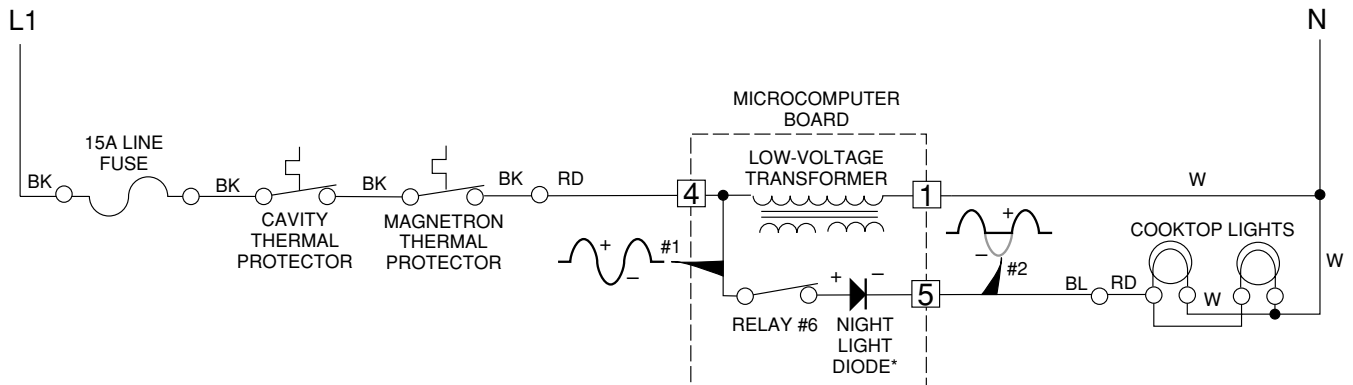 L1
N
MICROCOMPUTER
BOARD
15A LINE
FUSE
LOW-VOLTAGE
TRANSFORMER
BK
BK
BK
BK
RD
4
1
W
CAVITY
THERMAL
PROTECTOR
MAGNETRON
THERMAL
PROTECTOR
COOKTOP LIGHTS
+
−
#1
+
−
#2
W
+
−
5
BL
RD
W
RELAY #6
NIGHT
LIGHT
DIODE*